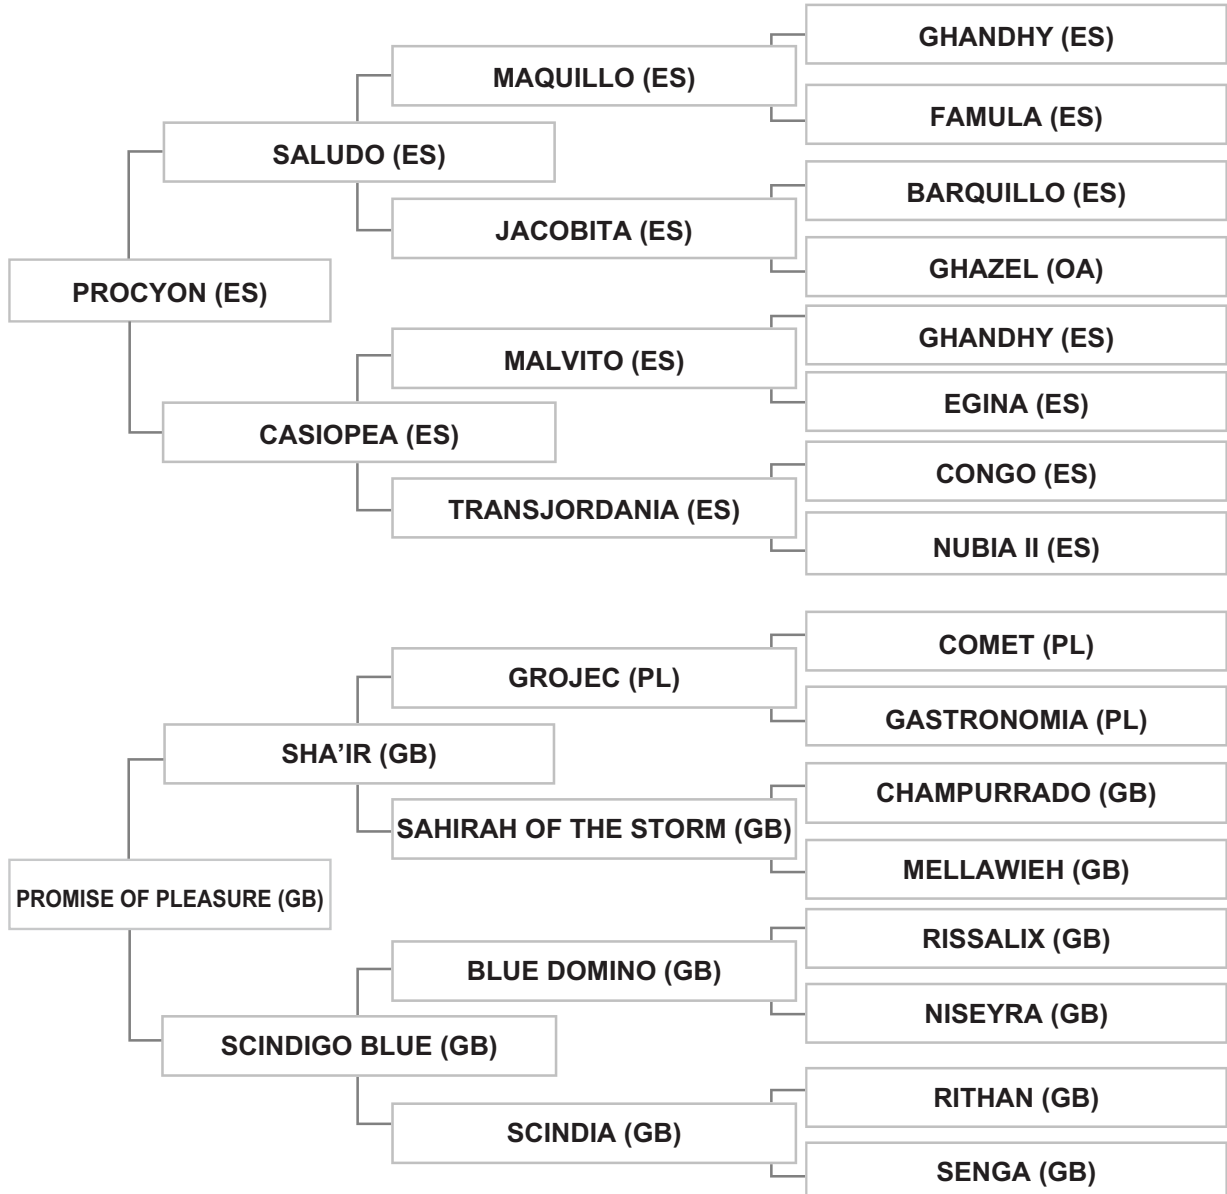 GHANDHY (ES)
MAQUILLO (ES)
FAMULA (ES)
SALUDO (ES)
BARQUILLO (ES)
JACOBITA (ES)
GHAZEL (OA)
PROCYON (ES)
GHANDHY (ES)
MALVITO (ES)
EGINA (ES)
CASIOPEA (ES)
CONGO (ES)
TRANSJORDANIA (ES)
NUBIA II (ES)
COMET (PL)
GROJEC (PL)
GASTRONOMIA (PL)
SHA’IR (GB)
CHAMPURRADO (GB)
SAHIRAH OF THE STORM (GB)
MELLAWIEH (GB)
PROMISE OF PLEASURE (GB)
RISSALIX (GB)
BLUE DOMINO (GB)
NISEYRA (GB)
SCINDIGO BLUE (GB)
RITHAN (GB)
SCINDIA (GB)
SENGA (GB)